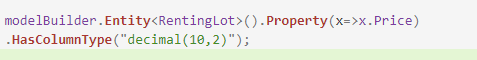 modelBuilder.Entity<RentingLot>().Property(x=>x.Price)
.HasColumnType("decimal(10,2)");